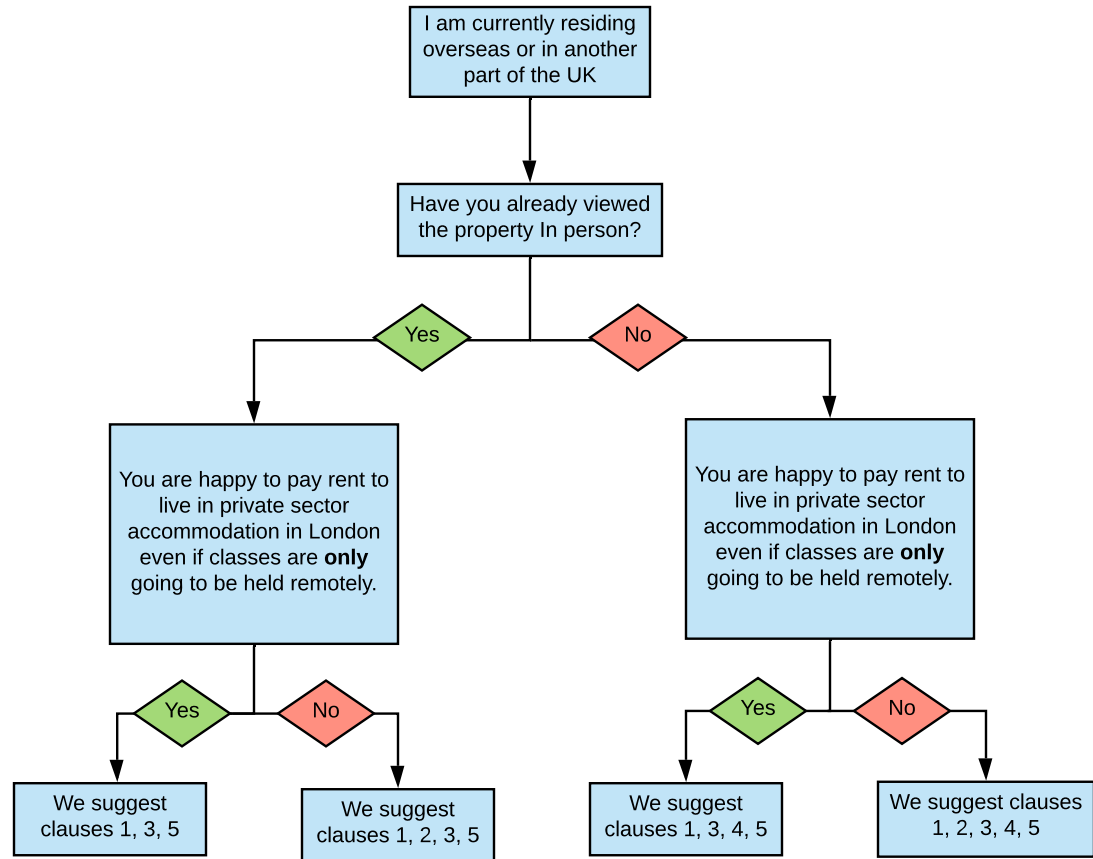 I am currently residing
overseas or in another
part of the UK
Have you already viewed
the property In person?
Yes
No
You are happy to pay rent to
live in private sector
accommodation in London
even if classes are only
going to be held remotely.
You are happy to pay rent to
live in private sector
accommodation in London
even if classes are only
going to be held remotely.
Yes
No
Yes
No
We suggest
clauses 1, 3, 5
We suggest
clauses 1, 2, 3, 5
We suggest
clauses 1, 3, 4, 5
We suggest clauses
1, 2, 3, 4, 5